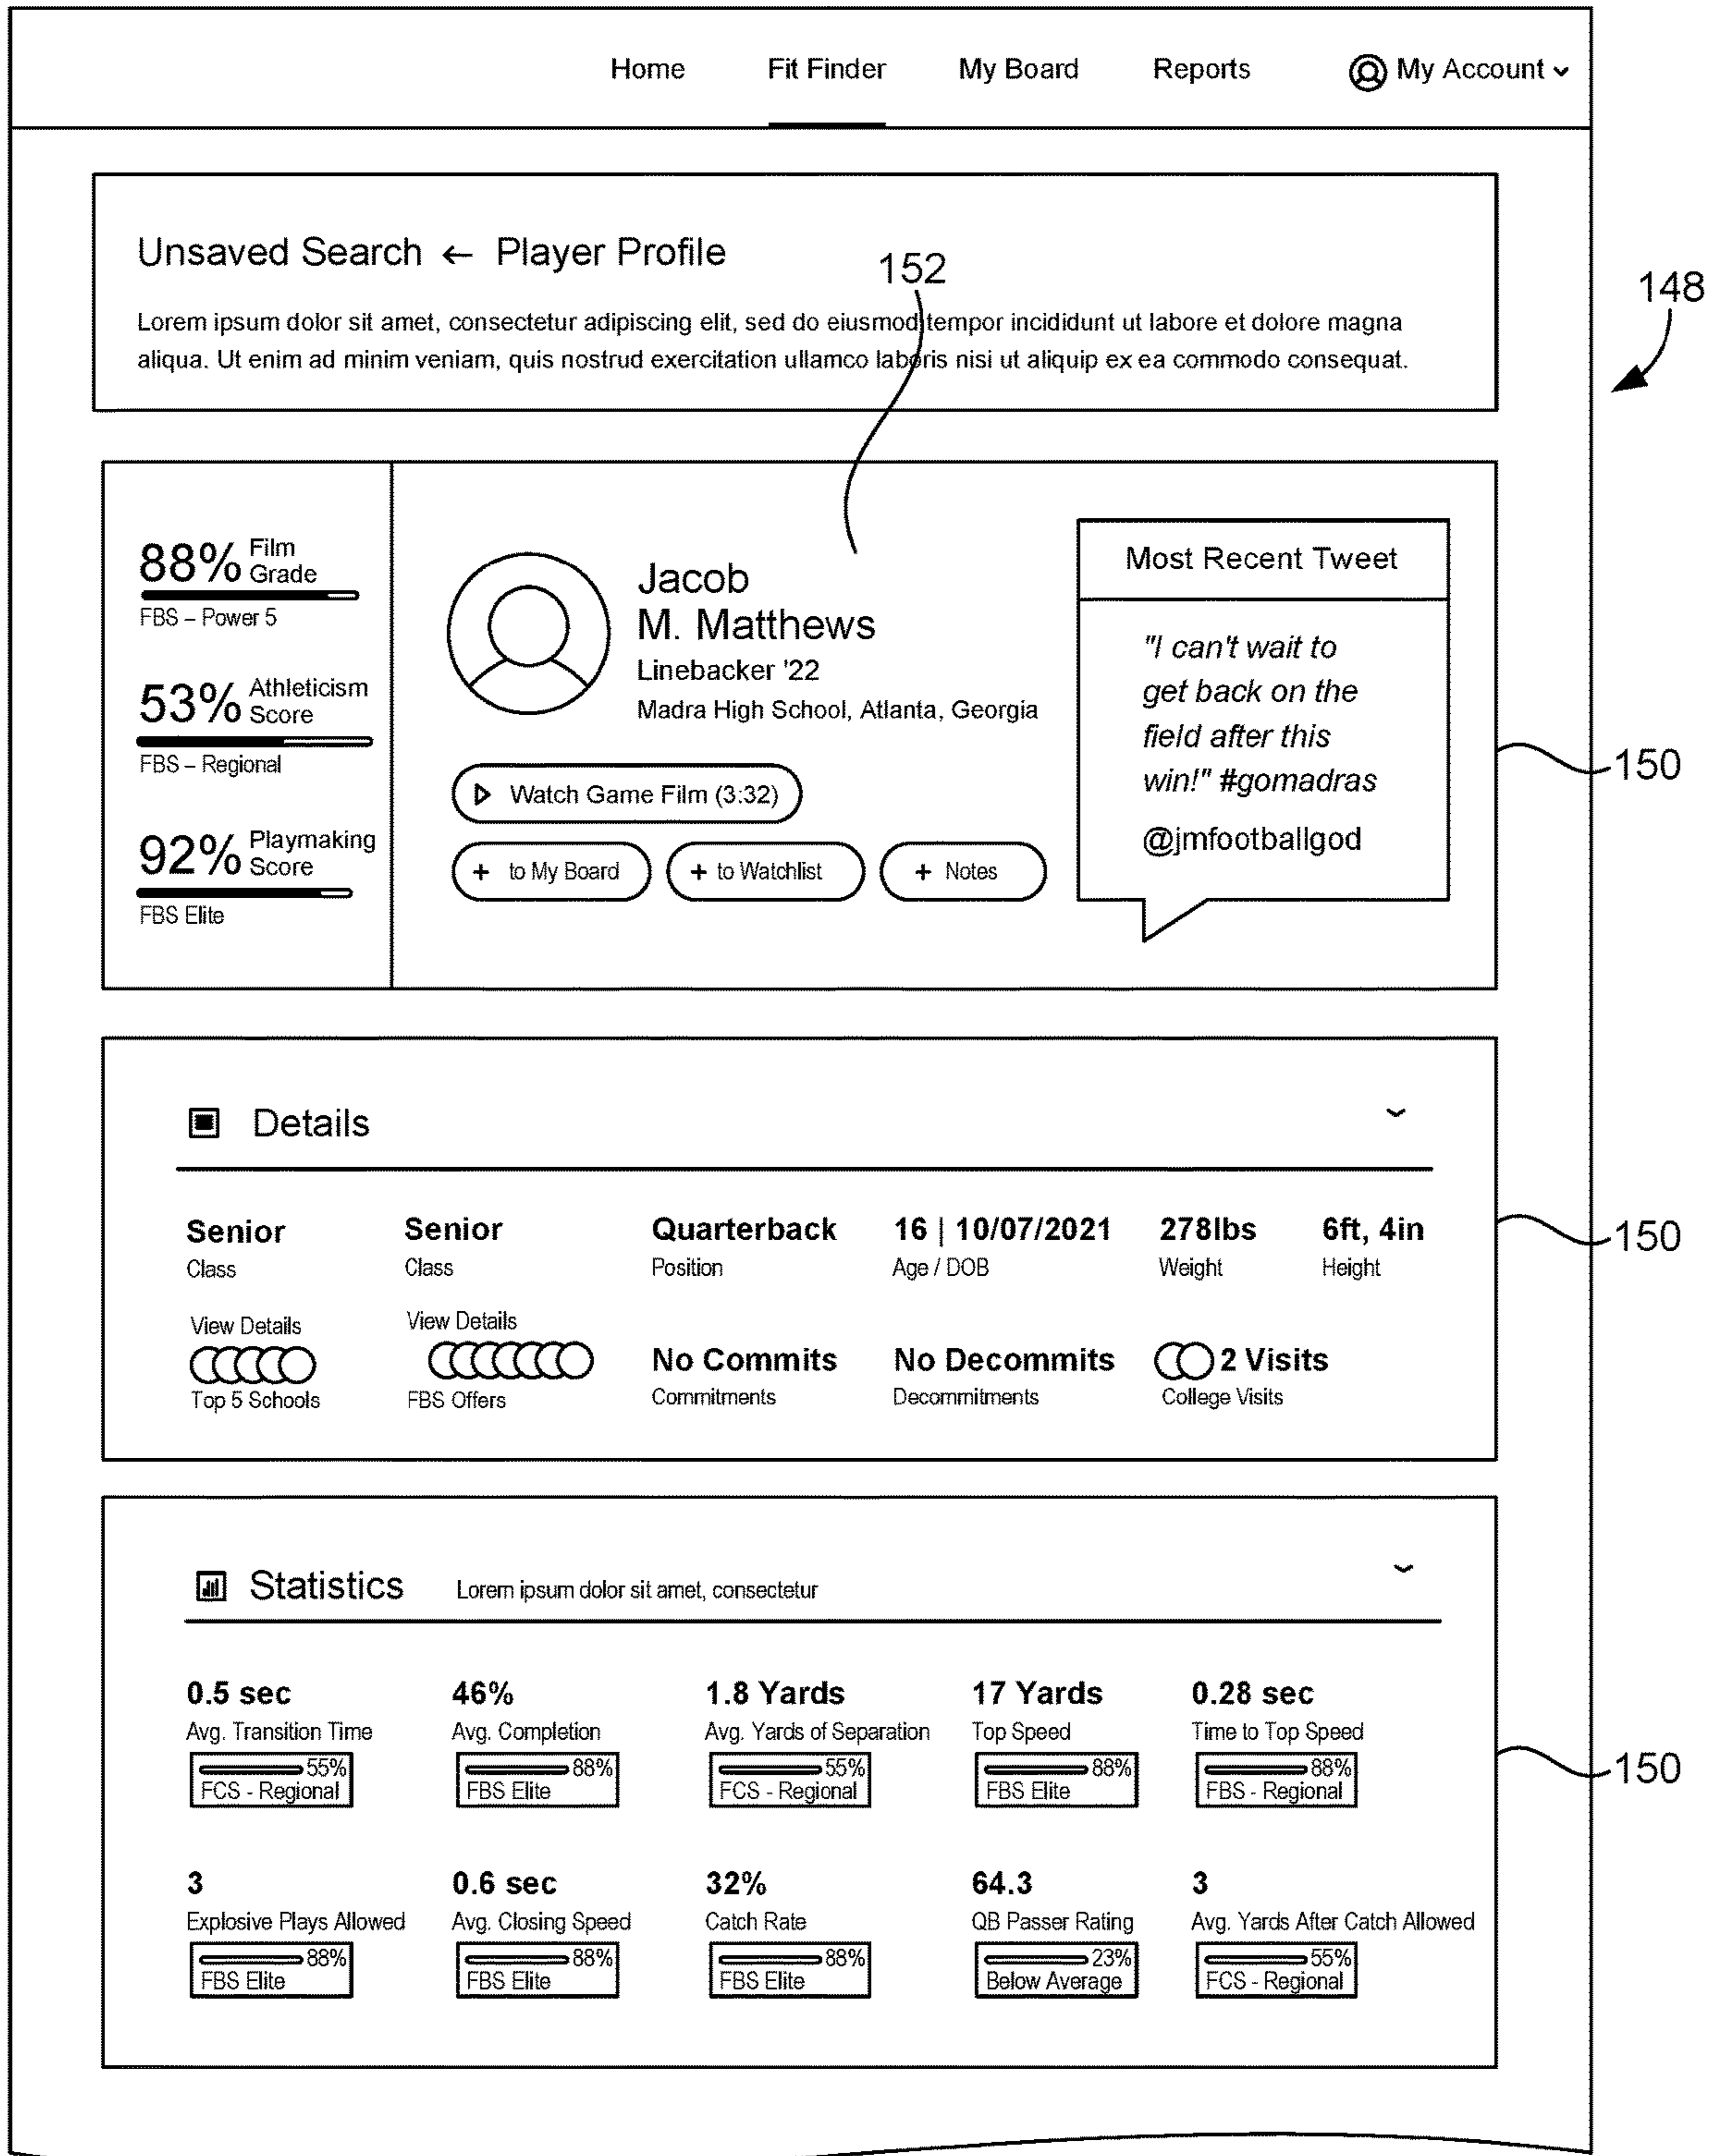 Home Fit Finder My Board Reports My Account
Unsaved Search ← Player Profile
152
148
Lorem ipsum dolor sit amet, consectetur adipiscing elit, sed do eiusmod tempor incididunt ut labore et dolore magna
aliqua. Ut enim ad minim veniam, quis nostrud exercitation ullamco laboris nisi ut aliquip ex ea commodo consequat.
88% Film Grade
FBS – Power 5
53% Athleticism Score
FBS – Regional
92% Playmaking Score
FBS Elite
Jacob
M. Matthews
Linebacker '22
Madra High School, Atlanta, Georgia
Watch Game Film (3:32)
+ to My Board + to Watchlist + Notes
Most Recent Tweet
"I can't wait to
get back on the
field after this
win!" #gomadras
@jmfootballgod
150
Details
Senior Senior Quarterback 16 | 10/07/2021 278lbs 6ft, 4in
Class Class Position Age / DOB Weight Height
150
View Details View Details
No Commits No Decommits 2 Visits
Top 5 Schools FBS Offers Commitments Decommitments College Visits
Statistics Lorem ipsum dolor sit amet, consectetur
0.5 sec 46% 1.8 Yards 17 Yards 0.28 sec
Avg. Transition Time Avg. Completion Avg. Yards of Separation Top Speed Time to Top Speed
55% 88% 55% 88% 88%
FCS - Regional FBS Elite FCS - Regional FBS Elite FBS - Regional
150
3 0.6 sec 32% 64.3 3
Explosive Plays Allowed Avg. Closing Speed Catch Rate QB Passer Rating Avg. Yards After Catch Allowed
88% 88% 88% 23% 55%
FBS Elite FBS Elite FBS Elite Below Average FCS - Regional